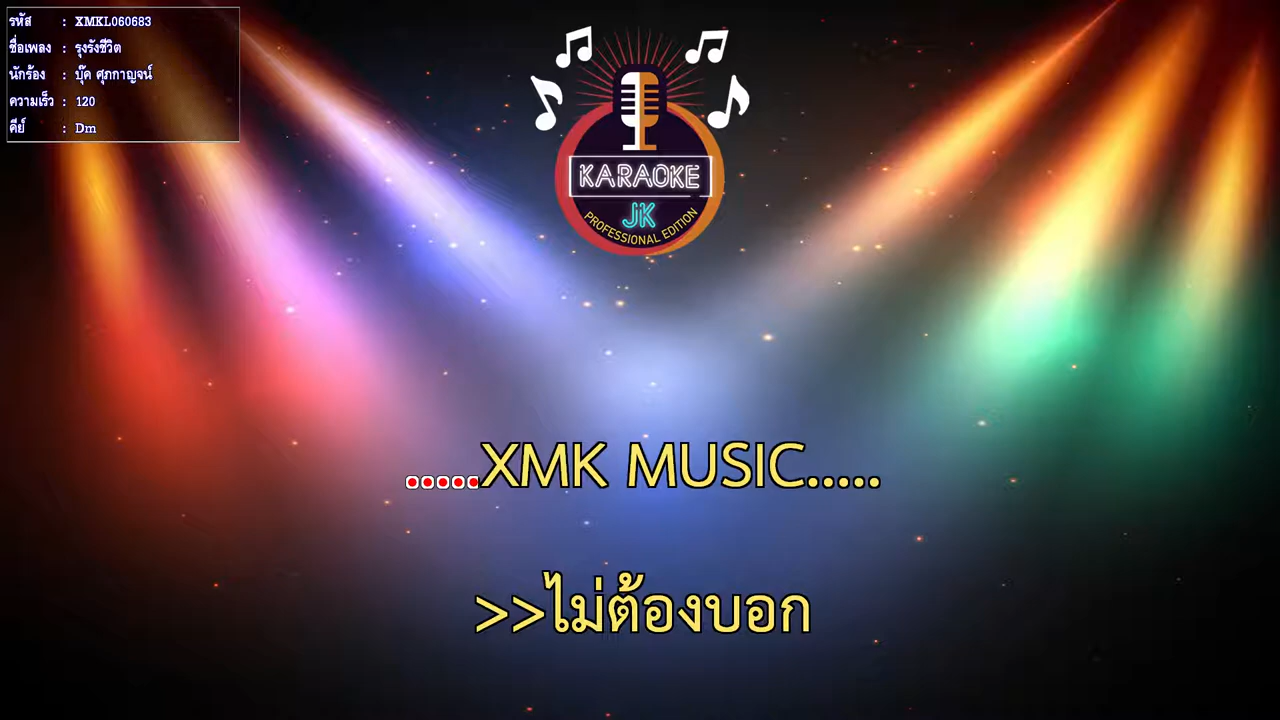 รหัส : XMKL060683
ชื่อเพลง : รุงรังชีวิต
นักร้อง : บุ๊ค ศุภกาญจน์
ความเร็ว : 120
คีย์ : Dm
KARAOKE
JK
PROFESSIONAL EDITION
.....XMK MUSIC.....
>>ไม่ต้องบอก